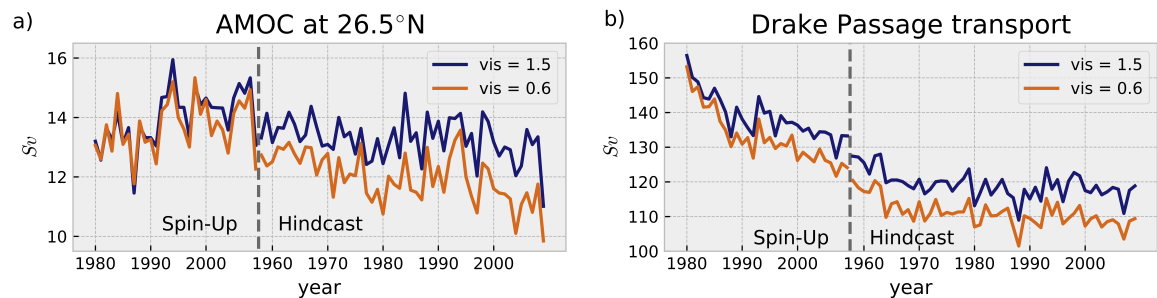 a)
AMOC at 26.5°N
Sv
16
14
12
10
vis = 1.5
vis = 0.6
Spin-Up
Hindcast
1980 1990 2000 1960 1970 1980 1990 2000
year
b)
Drake Passage transport
Sv
160
150
140
130
120
110
100
vis = 1.5
vis = 0.6
Spin-Up
Hindcast
1980 1990 2000 1960 1970 1980 1990 2000
year